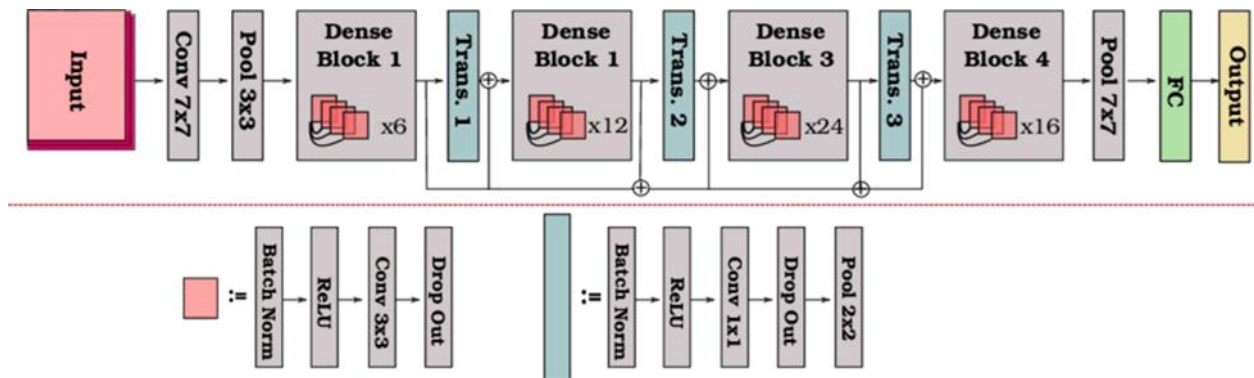 Input
Conv 7x7
Pool 3x3
Dense
Block 1
x6
Trans. 1
Dense
Block 1
x12
Trans. 2
Dense
Block 3
x24
Trans. 3
Dense
Block 4
x16
Pool 7x7
FC
Output
:=
Batch Norm
ReLU
Conv 3x3
Drop Out
:=
Batch Norm
ReLU
Conv 1x1
Drop Out
Pool 2x2